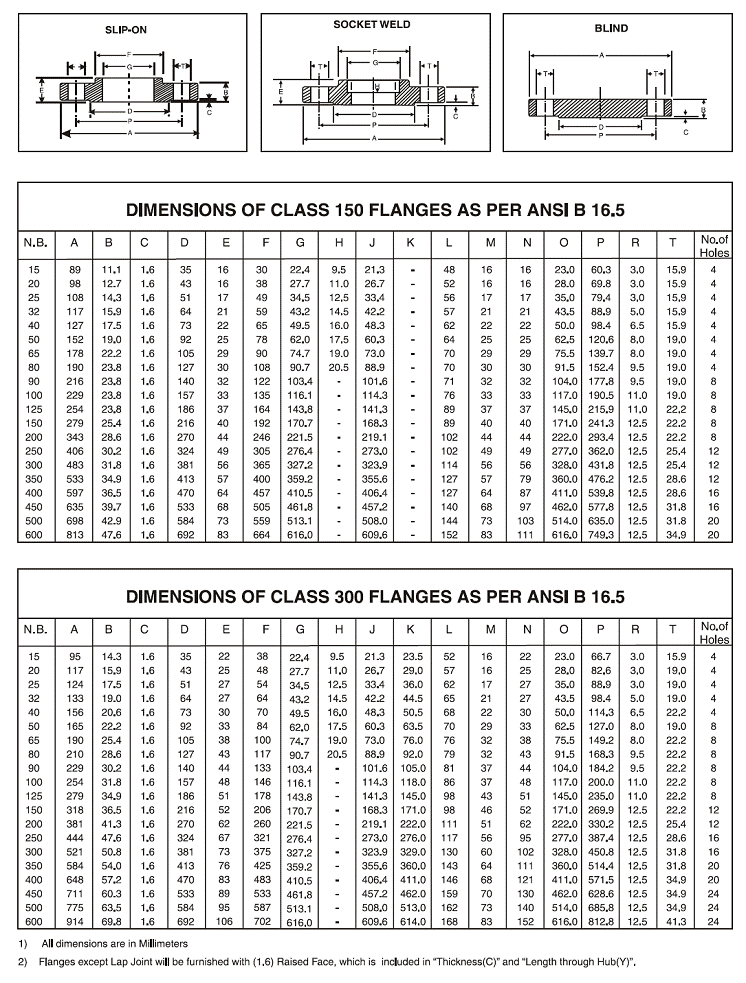 SLIP-ON
SOCKET WELD
BLIND
F
G
T
E
B
D
C
P
A
F
G
T
T
H
E
B
D
C
P
A
A
T
T
B
D
C
P
DIMENSIONS OF CLASS 150 FLANGES AS PER ANSI B 16.5
N.B. A B C D E F G H J K L M N O P R T No.of Holes
15 89 11.1 1.6 35 16 30 22.4 9.5 21.3 - 48 16 16 23.0 60.3 3.0 15.9 4
20 98 12.7 1.6 43 16 38 27.7 11.0 26.7 - 52 16 16 28.0 69.8 3.0 15.9 4
25 108 14.3 1.6 51 17 49 34.5 12.5 33.4 - 56 17 17 35.0 79.4 3.0 15.9 4
32 117 15.9 1.6 64 21 59 43.2 14.5 42.2 - 57 21 21 43.5 88.9 5.0 15.9 4
40 127 17.5 1.6 73 22 65 49.5 16.0 48.3 - 62 22 22 50.0 98.4 6.5 15.9 4
50 152 19.0 1.6 92 25 78 62.0 17.5 60.3 - 64 25 25 62.5 120.6 8.0 19.0 4
65 178 22.2 1.6 105 29 90 74.7 19.0 73.0 - 70 29 29 75.5 139.7 8.0 19.0 4
80 190 23.8 1.6 127 30 108 90.7 20.5 88.9 - 70 30 30 91.5 152.4 9.5 19.0 4
90 216 23.8 1.6 140 32 122 103.4 - 101.6 - 71 32 32 104.0 177.8 9.5 19.0 8
100 229 23.8 1.6 157 33 135 116.1 - 114.3 - 76 33 33 117.0 190.5 11.0 19.0 8
125 254 23.8 1.6 186 37 164 143.8 - 141.3 - 89 37 37 145.0 215.9 11.0 22.2 8
150 279 25.4 1.6 216 40 192 170.7 - 168.3 - 89 40 40 171.0 241.3 12.5 22.2 8
200 343 28.6 1.6 270 44 246 221.5 - 219.1 - 102 44 44 222.0 293.4 12.5 22.2 8
250 406 30.2 1.6 324 49 305 276.4 - 273.0 - 102 49 49 277.0 362.0 12.5 25.4 12
300 483 31.8 1.6 381 56 365 327.2 - 323.9 - 114 56 56 328.0 431.8 12.5 25.4 12
350 533 34.9 1.6 413 57 400 359.2 - 355.6 - 127 57 79 360.0 476.2 12.5 28.6 12
400 597 36.5 1.6 470 64 457 410.5 - 406.4 - 127 64 87 411.0 539.8 12.5 28.6 16
450 635 39.7 1.6 533 68 505 461.8 - 457.2 - 140 68 97 462.0 577.8 12.5 31.8 16
500 698 42.9 1.6 584 73 559 513.1 - 508.0 - 144 73 103 514.0 635.0 12.5 31.8 20
600 813 47.6 1.6 692 83 664 616.0 - 609.6 - 152 83 111 616.0 749.3 12.5 34.9 20
DIMENSIONS OF CLASS 300 FLANGES AS PER ANSI B 16.5
N.B. A B C D E F G H J K L M N O P R T No.of Holes
15 95 14.3 1.6 35 22 38 22.4 9.5 21.3 23.5 52 16 22 23.0 66.7 3.0 15.9 4
20 117 15.9 1.6 43 25 48 27.7 11.0 26.7 29.0 57 16 25 28.0 82.6 3.0 19.0 4
25 124 17.5 1.6 51 27 54 34.5 12.5 33.4 36.0 62 17 27 35.0 88.9 3.0 19.0 4
32 133 19.0 1.6 64 27 64 43.2 14.5 42.2 44.5 65 21 27 43.5 98.4 5.0 19.0 4
40 156 20.6 1.6 73 30 70 49.5 16.0 48.3 50.5 68 22 30 50.0 114.3 6.5 22.2 4
50 165 22.2 1.6 92 33 84 62.0 17.5 60.3 63.5 70 29 33 62.5 127.0 8.0 19.0 8
65 190 25.4 1.6 105 38 100 74.7 19.0 73.0 76.0 76 32 38 75.5 149.2 8.0 22.2 8
80 210 28.6 1.6 127 43 117 90.7 20.5 88.9 92.0 79 32 43 91.5 168.3 9.5 22.2 8
90 229 30.2 1.6 140 44 133 103.4 - 101.6 105.0 81 37 44 104.0 184.2 9.5 22.2 8
100 254 31.8 1.6 157 48 146 116.1 - 114.3 118.0 86 37 48 117.0 200.0 11.0 22.2 8
125 279 34.9 1.6 186 51 178 143.8 - 141.3 145.0 98 43 51 145.0 235.0 11.0 22.2 8
150 318 36.5 1.6 216 52 206 170.7 - 168.3 171.0 98 46 52 171.0 269.9 12.5 22.2 12
200 381 41.3 1.6 270 62 260 221.5 - 219.1 222.0 111 51 62 222.0 330.2 12.5 25.4 12
250 444 47.6 1.6 324 67 321 276.4 - 273.0 276.0 117 56 95 277.0 387.4 12.5 28.6 16
300 521 50.8 1.6 381 73 375 327.2 - 323.9 329.0 130 60 102 328.0 450.8 12.5 31.8 16
350 584 54.0 1.6 413 76 425 359.2 - 355.6 360.0 143 64 111 360.0 514.4 12.5 31.8 20
400 648 57.2 1.6 470 83 483 410.5 - 406.4 411.0 146 68 121 411.0 571.5 12.5 34.9 20
450 711 60.3 1.6 533 89 533 461.8 - 457.2 462.0 159 70 130 462.0 628.6 12.5 34.9 24
500 775 63.5 1.6 584 95 587 513.1 - 508.0 513.0 162 73 140 514.0 685.8 12.5 34.9 24
600 914 69.8 1.6 692 106 702 616.0 - 609.6 614.0 168 83 152 616.0 812.8 12.5 41.3 24
1) All dimensions are in Millimeters
2) Flanges except Lap Joint will be furnished with (1.6) Raised Face, which is included in "Thickness(C)" and "Length through Hub(Y)".